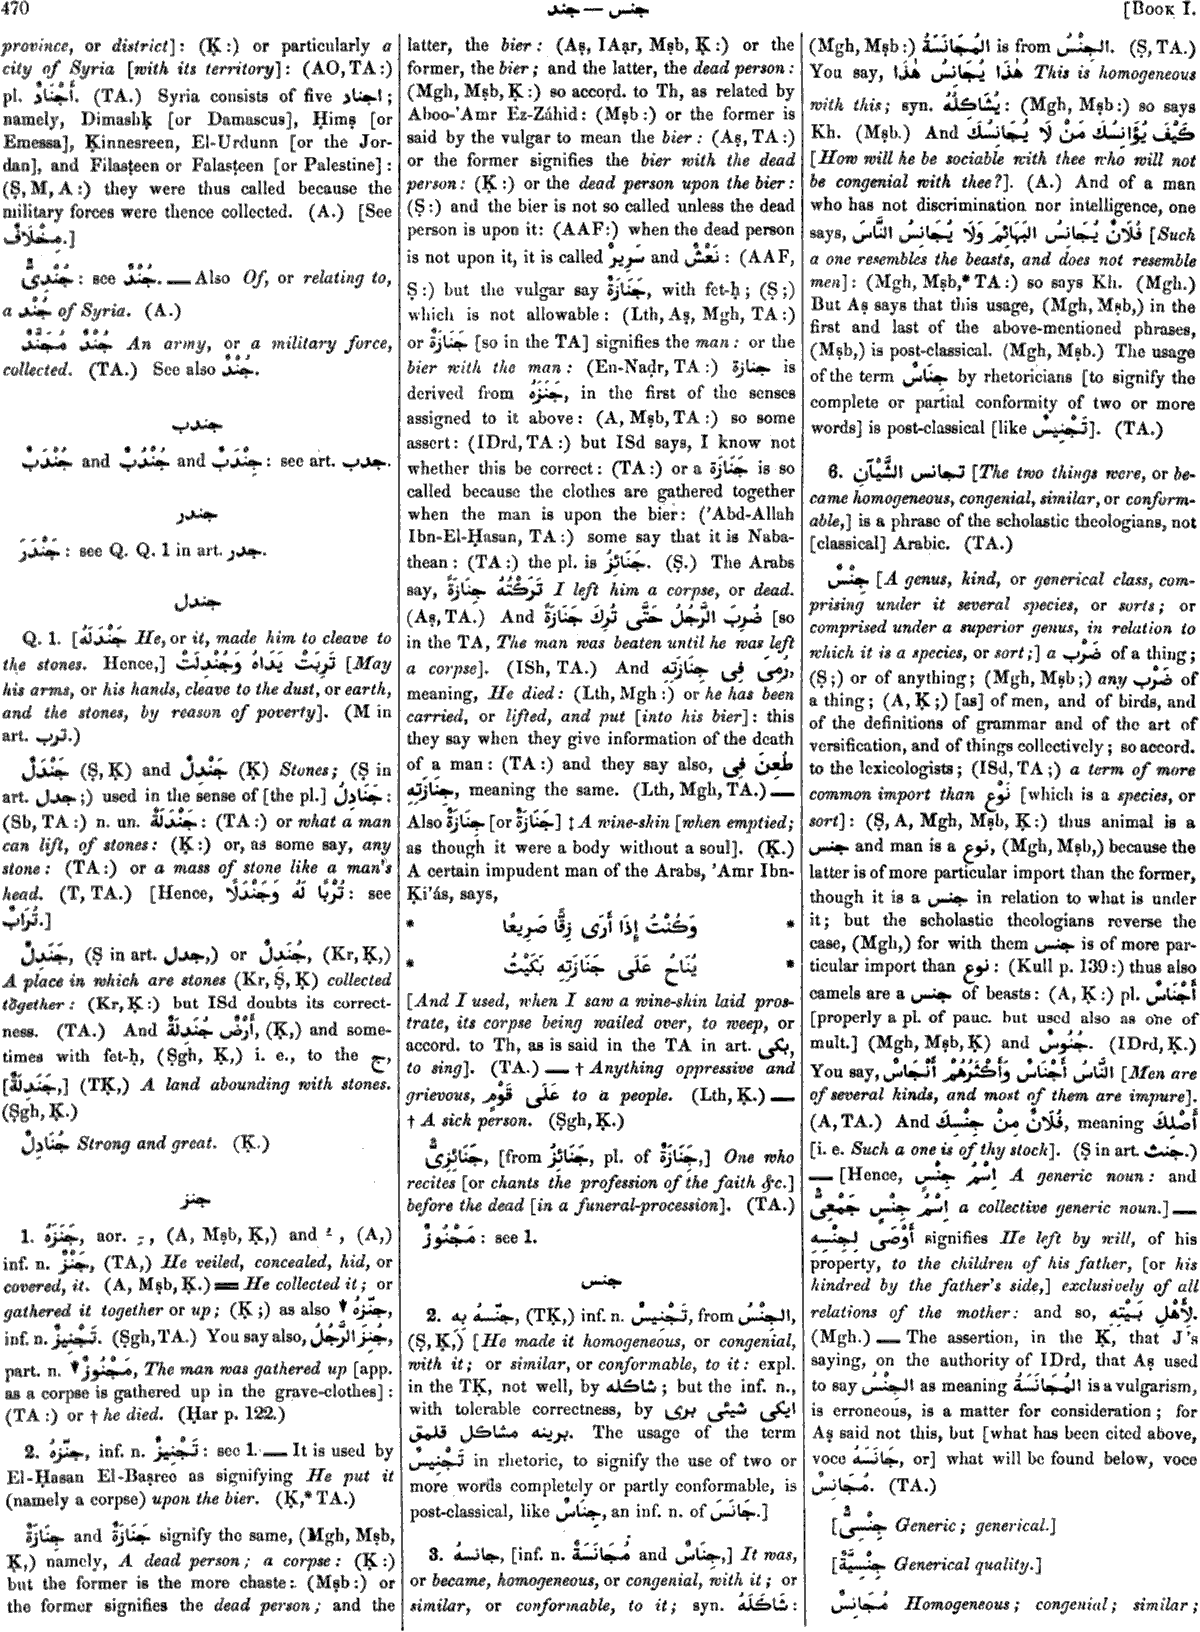 470
جنس — جند
[Book I.
province, or district]: (Ḳ:) or particularly a
city of Syria [with its territory]: (AO, TA:)
pl. أَجْنَادٌ. (TA.) Syria consists of five اجناد;
namely, Dimashḳ [or Damascus], Ḥimṣ [or
Emessa], Ḳinnesreen, El-Urdunn [or the Jor-
dan], and Filasṭeen or Falasṭeen [or Palestine]:
(Ṣ, M, A:) they were thus called because the
military forces were thence collected. (A.) [See
مِخْلَافٌ.]
جُنْدِىٌّ: see جُنْدٌ. — Also Of, or relating to,
a جُنْد of Syria. (A.)
جُنْدٌ مُجَنَّدٌ An army, or a military force,
collected. (TA.) See also جُنْدٌ.
جندب
جُنْدَبٌ and جُنْدُبٌ and جِنْدَبٌ: see art. جدب.
جندر
جَنْدَرَ: see Q. Q. 1 in art. جدر.
جندل
Q. 1. [جَنْدَلَهُ He, or it, made him to cleave to
the stones. Hence,] تَرِبَتْ يَدَاهُ وَجُنْدِلَتْ [May
his arms, or his hands, cleave to the dust, or earth,
and the stones, by reason of poverty]. (M in
art. ترب.)
جَنْدَلٌ (Ṣ, Ḳ) and جَنْدِلٌ (Ḳ) Stones; (Ṣ in
art. جدل;) used in the sense of [the pl.] جَنَادِلُ:
(Sb, TA:) n. un. جَنْدَلَةٌ: (TA:) or what a man
can lift, of stones: (Ḳ:) or, as some say, any
stone: (TA:) or a mass of stone like a man's
head. (T, TA.) [Hence, تُرْبًا لَهُ وَجَنْدَلًا: see
تُرَابٌ.]
جَنَدِلٌ, (Ṣ in art. جدل,) or جُنَدِلٌ, (Kr, Ḳ,)
A place in which are stones (Kr, Ṣ, Ḳ) collected
together: (Kr, Ḳ:) but ISd doubts its correct-
ness. (TA.) And أَرْضٌ جُنَدِلَةٌ, (Ḳ,) and some-
times with fet-ḥ, (Ṣgh, Ḳ,) i. e., to the ج,
[جَنَدِلَةٌ,] (TḲ,) A land abounding with stones.
(Ṣgh, Ḳ.)
جُنَادِلٌ Strong and great. (Ḳ.)
جنز
1. جَنَزَهُ, aor. ـِ, (A, Mṣb, Ḳ,) and ـُ, (A,)
inf. n. جَنْزٌ, (TA,) He veiled, concealed, hid, or
covered, it. (A, Mṣb, Ḳ.) = He collected it; or
gathered it together or up; (Ḳ;) as also ▼ جنّزهُ,
inf. n. تَجْنِيزٌ. (Ṣgh, TA.) You say also, جُنِزَ الرَّجُلُ,
part. n. ▼ مَجْنُوزٌ, The man was gathered up [app.
as a corpse is gathered up in the grave-clothes]:
(TA:) or † he died. (Ḥar p. 122.)
2. جنّزهُ, inf. n. تَجْنِيزٌ: see 1. — It is used by
El-Ḥasan El-Baṣree as signifying He put it
(namely a corpse) upon the bier. (Ḳ,* TA.)
جِنَازَةٌ and جَنَازَةٌ signify the same, (Mgh, Mṣb,
Ḳ,) namely, A dead person; a corpse: (Ḳ:)
but the former is the more chaste: (Mṣb:) or
the former signifies the dead person; and the
latter, the bier: (Aṣ, IAạr, Mṣb, Ḳ:) or the
former, the bier; and the latter, the dead person:
(Mgh, Mṣb, Ḳ:) so accord. to Th, as related by
Aboo-'Amr Ez-Záhid: (Mṣb:) or the former is
said by the vulgar to mean the bier: (Aṣ, TA:)
or the former signifies the bier with the dead
person: (Ḳ:) or the dead person upon the bier:
(Ṣ:) and the bier is not so called unless the dead
person is upon it: (AAF:) when the dead person
is not upon it, it is called سَرِيرٌ and نَعْشٌ: (AAF,
Ṣ:) but the vulgar say جَنَازَةٌ, with fet-ḥ; (Ṣ;)
which is not allowable: (Lth, Aṣ, Mgh, TA:)
or جَنَازَةٌ [so in the TA] signifies the man: or the
bier with the man: (En-Naḍr, TA:) جنازة is
derived from جَنَزَهُ, in the first of the senses
assigned to it above: (A, Mṣb, TA:) so some
assert: (IDrd, TA:) but ISd says, I know not
whether this be correct: (TA:) or a جَنَازَة is so
called because the clothes are gathered together
when the man is upon the bier: ('Abd-Allah
Ibn-El-Ḥasan, TA:) some say that it is Naba-
thean: (TA:) the pl. is جَنَائِزُ. (Ṣ.) The Arabs
say, تَرَكْتُهُ جِنَازَةً I left him a corpse, or dead.
(Aṣ, TA.) And ضُرِبَ الرَّجُلُ حَتَّى تُرِكَ جَنَازَةً [so
in the TA, The man was beaten until he was left
a corpse]. (ISh, TA.) And رُمِىَ فِى جِنَازَتِهِ,
meaning, He died: (Lth, Mgh:) or he has been
carried, or lifted, and put [into his bier]: this
they say when they give information of the death
of a man: (TA:) and they say also, طُعِنَ فِى
جِنَازَتِهِ, meaning the same. (Lth, Mgh, TA.) —
Also جِنَازَةٌ [or جَنَازَةٌ] ‡ A wine-skin [when emptied;
as though it were a body without a soul]. (Ḳ.)
A certain impudent man of the Arabs, 'Amr Ibn-
Ḳi'ás, says,
* وَكُنْتُ إِذَا أَرَى زِقًّا صَرِيعًا *
* يُنَاحُ عَلَى جَنَازَتِهِ بَكَيْتُ *
[And I used, when I saw a wine-skin laid pros-
trate, its corpse being wailed over, to weep, or
accord. to Th, as is said in the TA in art. بكى,
to sing]. (TA.) — † Anything oppressive and
grievous, عَلَى قَوْمٍ to a people. (Lth, Ḳ.) —
† A sick person. (Ṣgh, Ḳ.)
جَنَائِزِىٌّ, [from جَنَائِزُ, pl. of جَنَازَةٌ,] One who
recites [or chants the profession of the faith &c.]
before the dead [in a funeral-procession]. (TA.)
مَجْنُوزٌ: see 1.
جنس
2. جنّسهُ بِهِ, (TḲ,) inf. n. تَجْنِيسٌ, from الجِنْسُ,
(Ṣ, Ḳ,) [He made it homogeneous, or congenial,
with it; or similar, or conformable, to it: expl.
in the TḲ, not well, by شاكله; but the inf. n.,
with tolerable correctness, by ايكى شيئى برى
برينه مشاكل قلمق. The usage of the term
تَجْنِيسٌ in rhetoric, to signify the use of two or
more words completely or partly conformable, is
post-classical, like جِنَاسٌ, an inf. n. of جَانَسَ.]
3. جانسهُ, [inf. n. مُجَانَسَةٌ and جِنَاسٌ,] It was,
or became, homogeneous, or congenial, with it; or
similar, or conformable, to it; syn. شَاكَلَهُ:
(Mgh, Mṣb:) المُجَانَسَةُ is from الجِنْسُ. (Ṣ, TA.)
You say, هٰذَا يُجَانِسُ هٰذَا This is homogeneous
with this; syn. يُشَاكِلُهُ: (Mgh, Mṣb:) so says
Kh. (Mṣb.) And كَيْفَ يُؤَانِسُكَ مَنْ لَا يُجَانِسُكَ
[How will he be sociable with thee who will not
be congenial with thee?]. (A.) And of a man
who has not discrimination nor intelligence, one
says, فُلَانٌ يُجَانِسُ البَهَائِمَ وَلَا يُجَانِسُ النَّاسَ [Such
a one resembles the beasts, and does not resemble
men]: (Mgh, Mṣb,* TA:) so says Kh. (Mgh.)
But Aṣ says that this usage, (Mgh, Mṣb,) in the
first and last of the above-mentioned phrases,
(Mṣb,) is post-classical. (Mgh, Mṣb.) The usage
of the term جِنَاسٌ by rhetoricians [to signify the
complete or partial conformity of two or more
words] is post-classical [like تَجْنِيسٌ]. (TA.)
6. تجانس الشَّيْآنِ [The two things were, or be-
came homogeneous, congenial, similar, or conform-
able,] is a phrase of the scholastic theologians, not
[classical] Arabic. (TA.)
جِنْسٌ [A genus, kind, or generical class, com-
prising under it several species, or sorts; or
comprised under a superior genus, in relation to
which it is a species, or sort;] a ضَرْب of a thing;
(Ṣ;) or of anything; (Mgh, Mṣb;) any ضَرْب of
a thing; (A, Ḳ;) [as] of men, and of birds, and
of the definitions of grammar and of the art of
versification, and of things collectively; so accord.
to the lexicologists; (ISd, TA;) a term of more
common import than نَوْعٌ [which is a species, or
sort]: (Ṣ, A, Mgh, Mṣb, Ḳ:) thus animal is a
جنس and man is a نوع, (Mgh, Mṣb,) because the
latter is of more particular import than the former,
though it is a جنس in relation to what is under
it; but the scholastic theologians reverse the
case, (Mgh,) for with them جنس is of more par-
ticular import than نوع: (Kull p. 139:) thus also
camels are a جنس of beasts: (A, Ḳ:) pl. أَجْنَاسٌ
[properly a pl. of pauc. but used also as one of
mult.] (Mgh, Mṣb, Ḳ) and جُنُوسٌ. (IDrd, Ḳ.)
You say, النَّاسُ أَجْنَاسٌ وَأَكْثَرُهُمْ أَنْجَاسٌ [Men are
of several kinds, and most of them are impure].
(A, TA.) And فُلَانٌ مِنْ جِنْسِكَ, meaning أَصْلِكَ
[i. e. Such a one is of thy stock]. (Ṣ in art. جنث.)
— [Hence, اِسْمُ جِنْسٍ A generic noun: and
اِسْمُ جِنْسٍ جَمْعِىٌّ a collective generic noun.] —
أَوْصَى لِجِنْسِهِ signifies He left by will, of his
property, to the children of his father, [or his
kindred by the father's side,] exclusively of all
relations of the mother: and so, لِأَهْلِ بَيْتِهِ.
(Mgh.) — The assertion, in the Ḳ, that J's
saying, on the authority of IDrd, that Aṣ used
to say الجِنْسُ as meaning المُجَانَسَةُ is a vulgarism,
is erroneous, is a matter for consideration; for
Aṣ said not this, but [what has been cited above,
voce جَانَسَهُ, or] what will be found below, voce
مُجَانِسٌ. (TA.)
[جِنْسِىٌّ Generic; generical.]
[جِنْسِيَّةٌ Generical quality.]
مُجَانِسٌ Homogeneous; congenial; similar;